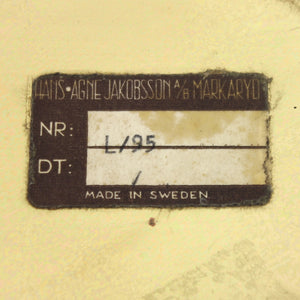 HANS-AGNE JAKOBSSON A/B MARKARYD
NR: L/95
DT: /
MADE IN SWEDEN